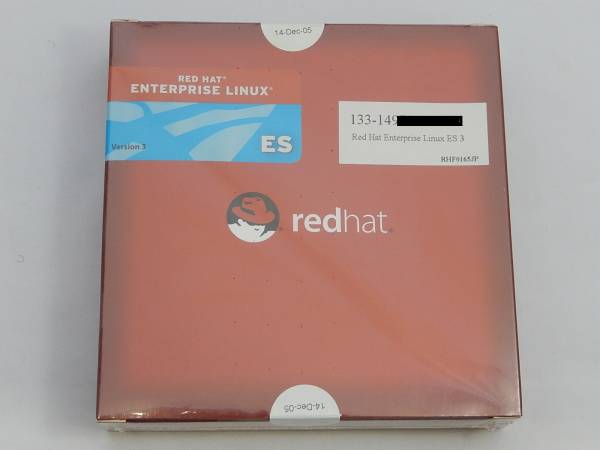 14-Dec-05
RED HAT®
ENTERPRISE LINUX®
Version 3
ES
133-149
Red Hat Enterprise Linux ES 3
RHF0165JP
redhat®
14-Dec-05